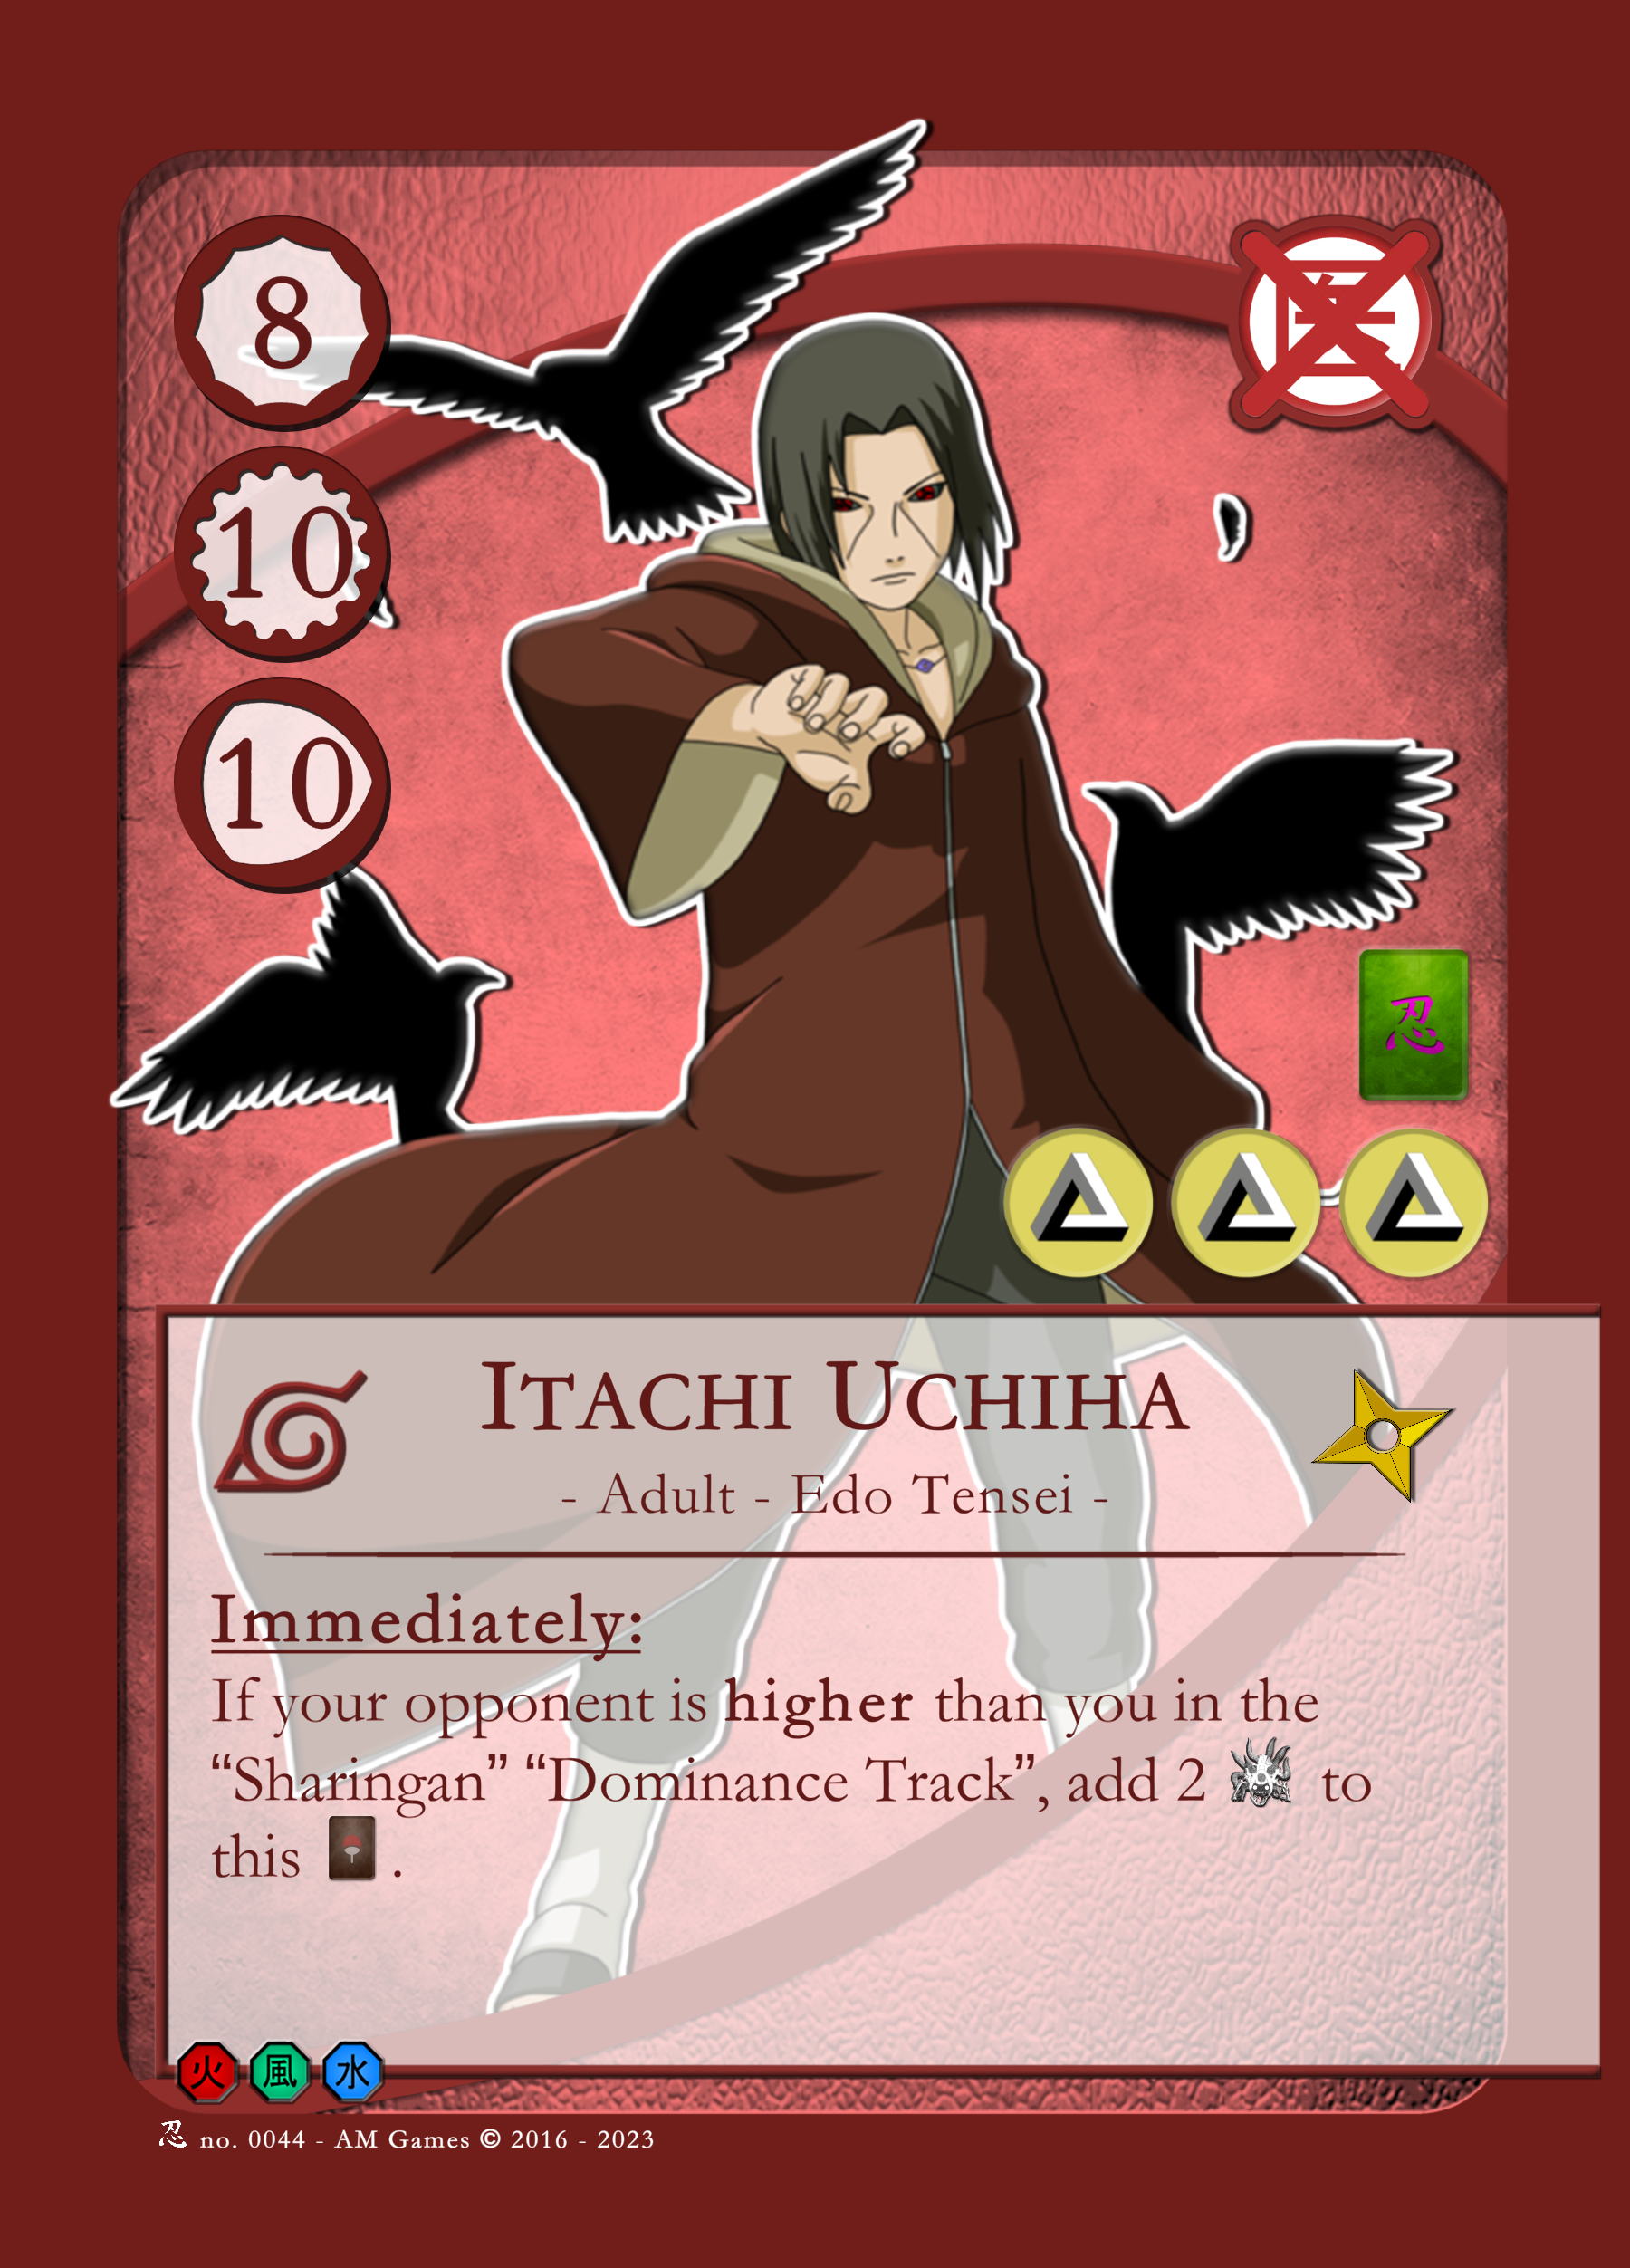 8
医
10
10
忍
Itachi Uchiha
- Adult - Edo Tensei -
Immediately:
If your opponent is higher than you in the
“Sharingan” “Dominance Track”, add 2 to
this .
火 風 水
忍 no. 0044 - AM Games © 2016 - 2023